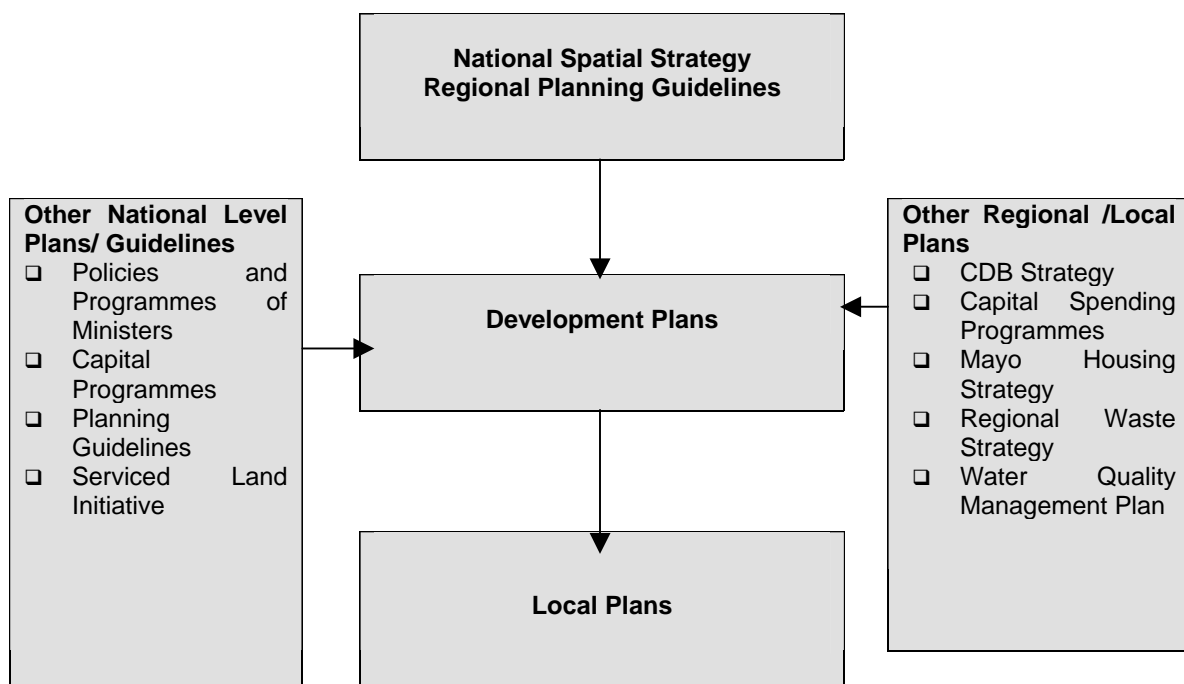 National Spatial Strategy
Regional Planning Guidelines
Other National Level
Plans/ Guidelines
❑ Policies and
Programmes of
Ministers
❑ Capital
Programmes
❑ Planning
Guidelines
❑ Serviced Land
Initiative
Development Plans
Other Regional /Local
Plans
❑ CDB Strategy
❑ Capital Spending
Programmes
❑ Mayo Housing
Strategy
❑ Regional Waste
Strategy
❑ Water Quality
Management Plan
Local Plans